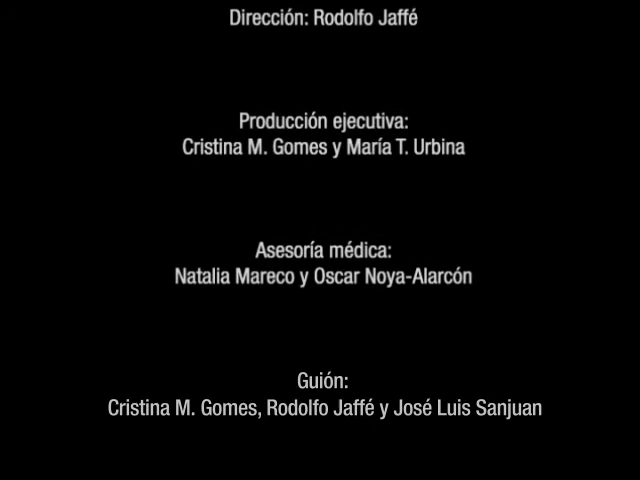 Dirección: Rodolfo Jaffé
Producción ejecutiva:
Cristina M. Gomes y María T. Urbina
Asesoría médica:
Natalia Mareco y Oscar Noya-Alarcón
Guión:
Cristina M. Gomes, Rodolfo Jaffé y José Luis Sanjuan